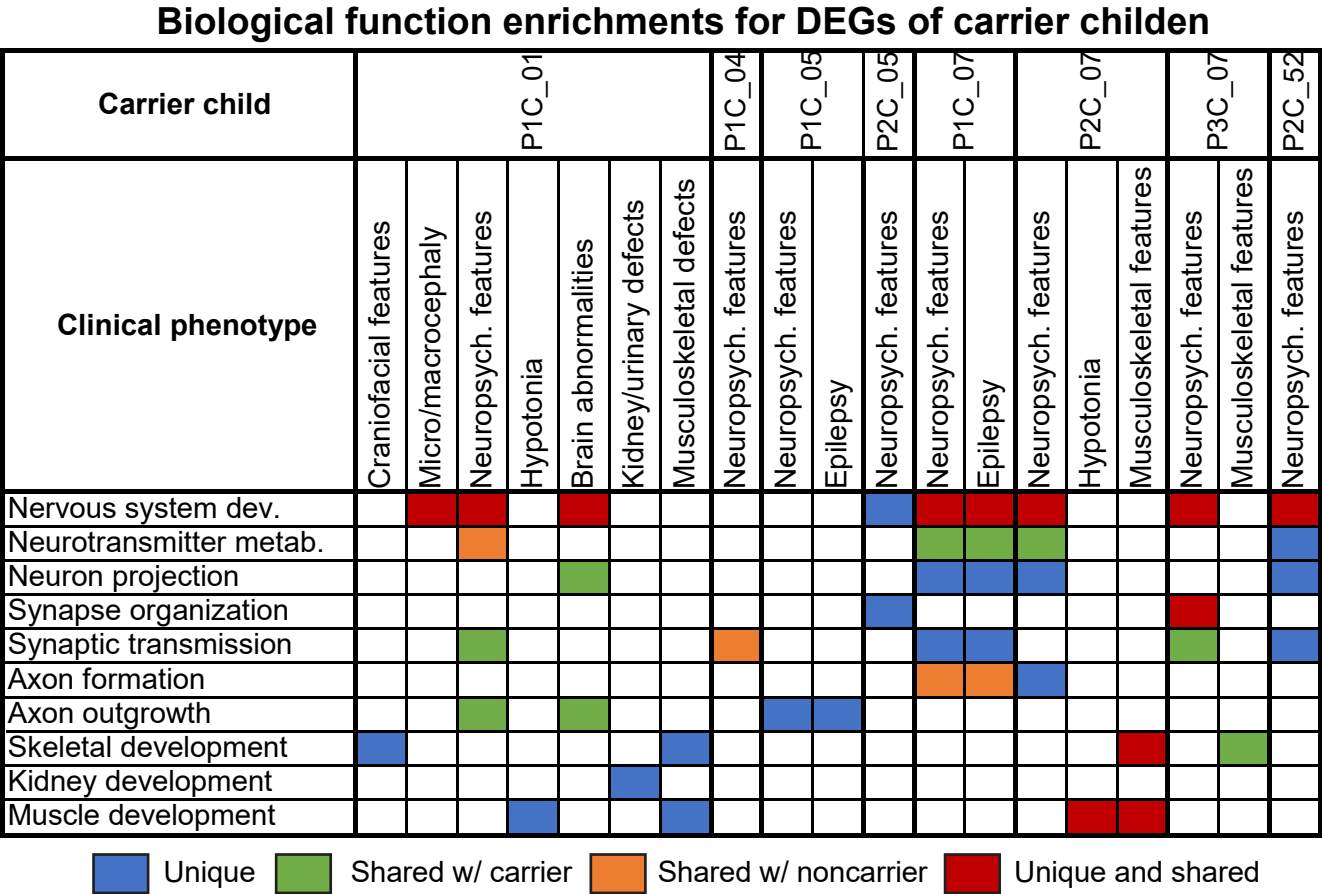 Biological function enrichments for DEGs of carrier childen
Carrier child
P1C_01
P1C_04
P1C_05
P2C_05
P1C_07
P2C_07
P3C_07
P2C_52
Clinical phenotype
Craniofacial features
Micro/macrocephaly
Neuropsych. features
Hypotonia
Brain abnormalities
Kidney/urinary defects
Musculoskeletal defects
Neuropsych. features
Neuropsych. features
Epilepsy
Neuropsych. features
Neuropsych. features
Epilepsy
Neuropsych. features
Hypotonia
Musculoskeletal features
Neuropsych. features
Musculoskeletal features
Neuropsych. features
Nervous system dev.
Neurotransmitter metab.
Neuron projection
Synapse organization
Synaptic transmission
Axon formation
Axon outgrowth
Skeletal development
Kidney development
Muscle development
Unique
Shared w/ carrier
Shared w/ noncarrier
Unique and shared